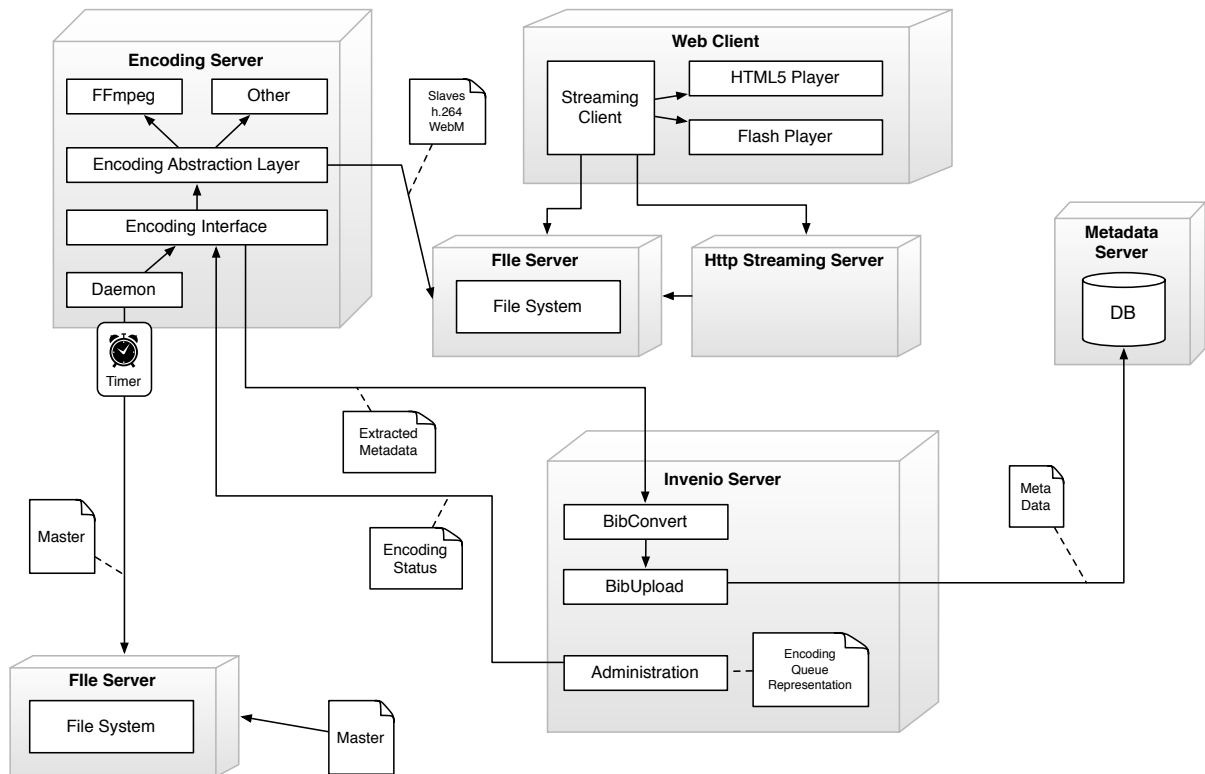 Encoding Server
FFmpeg
Other
Encoding Abstraction Layer
Encoding Interface
Daemon
Timer
Slaves
h.264
WebM
Web Client
Streaming
Client
HTML5 Player
Flash Player
FIle Server
File System
Http Streaming Server
Metadata
Server
DB
Extracted
Metadata
Encoding
Status
Master
Invenio Server
BibConvert
BibUpload
Administration
Encoding
Queue
Representation
Meta
Data
FIle Server
File System
Master